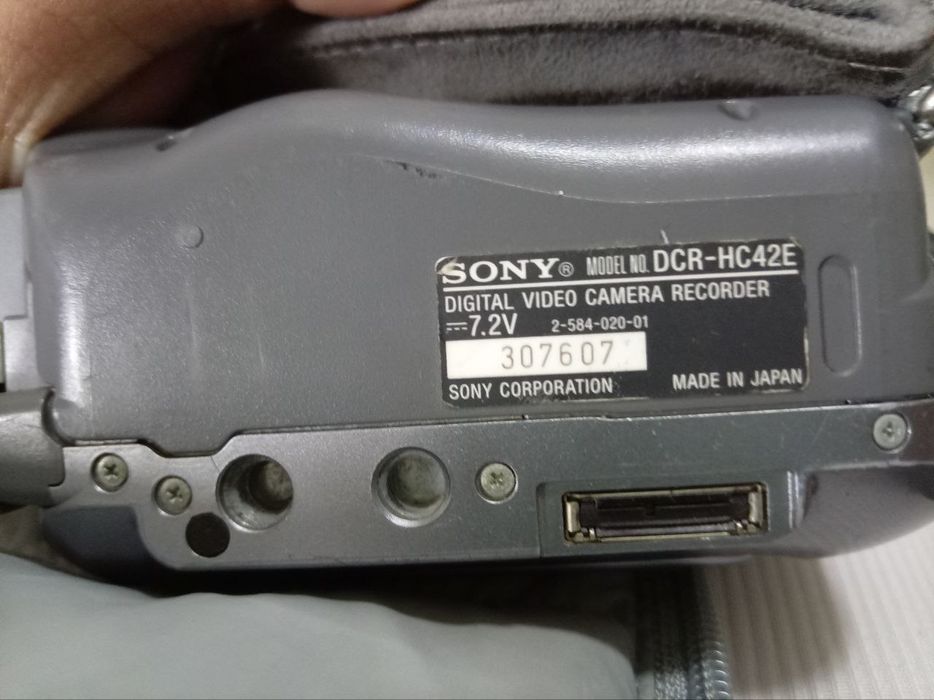 SONY® MODEL NO. DCR-HC42E
DIGITAL VIDEO CAMERA RECORDER
⎓7.2V 2-584-020-01
307607
SONY CORPORATION MADE IN JAPAN